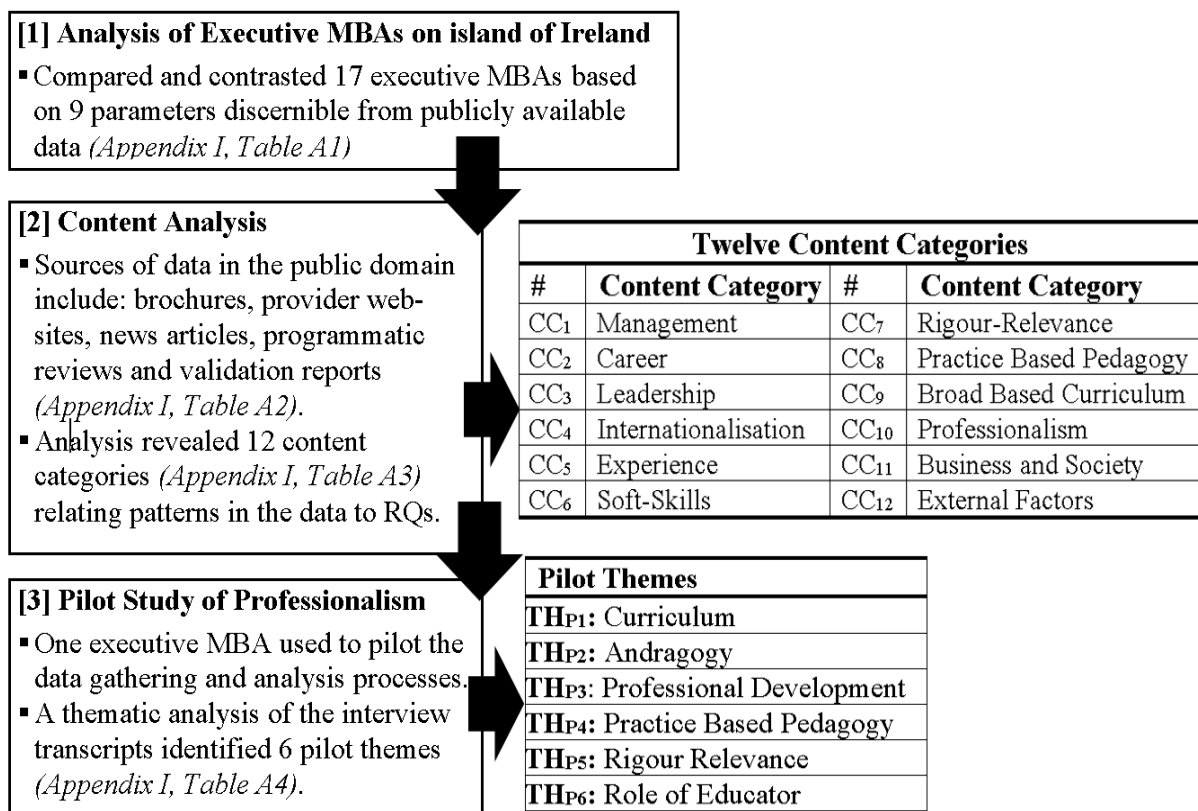 [1] Analysis of Executive MBAs on island of Ireland
▪ Compared and contrasted 17 executive MBAs based
on 9 parameters discernible from publicly available
data (Appendix I, Table A1)
[2] Content Analysis
▪ Sources of data in the public domain
include: brochures, provider web-
sites, news articles, programmatic
reviews and validation reports
(Appendix I, Table A2).
▪ Analysis revealed 12 content
categories (Appendix I, Table A3)
relating patterns in the data to RQs.
Twelve Content Categories
# Content Category # Content Category
CC1 Management CC7 Rigour-Relevance
CC2 Career CC8 Practice Based Pedagogy
CC3 Leadership CC9 Broad Based Curriculum
CC4 Internationalisation CC10 Professionalism
CC5 Experience CC11 Business and Society
CC6 Soft-Skills CC12 External Factors
[3] Pilot Study of Professionalism
▪ One executive MBA used to pilot the
data gathering and analysis processes.
▪ A thematic analysis of the interview
transcripts identified 6 pilot themes
(Appendix I, Table A4).
Pilot Themes
THP1: Curriculum
THP2: Andragogy
THP3: Professional Development
THP4: Practice Based Pedagogy
THP5: Rigour Relevance
THP6: Role of Educator